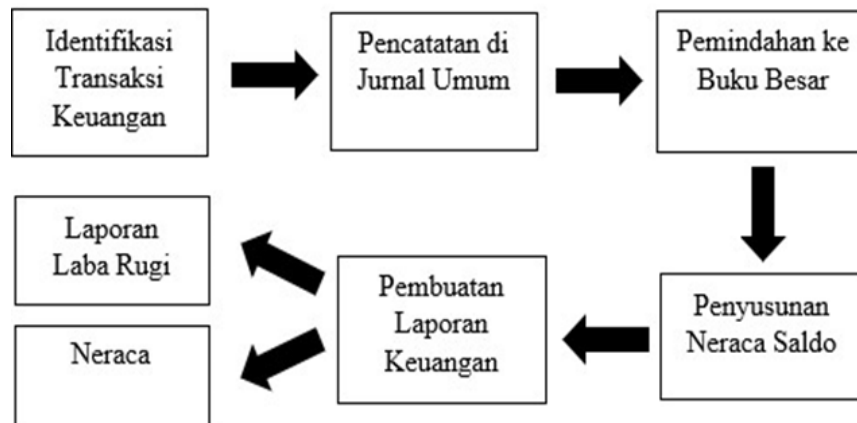 Identifikasi
Transaksi
Keuangan
Pencatatan di
Jurnal Umum
Pemindahan ke
Buku Besar
Penyusunan
Neraca Saldo
Pembuatan
Laporan
Keuangan
Laporan
Laba Rugi
Neraca